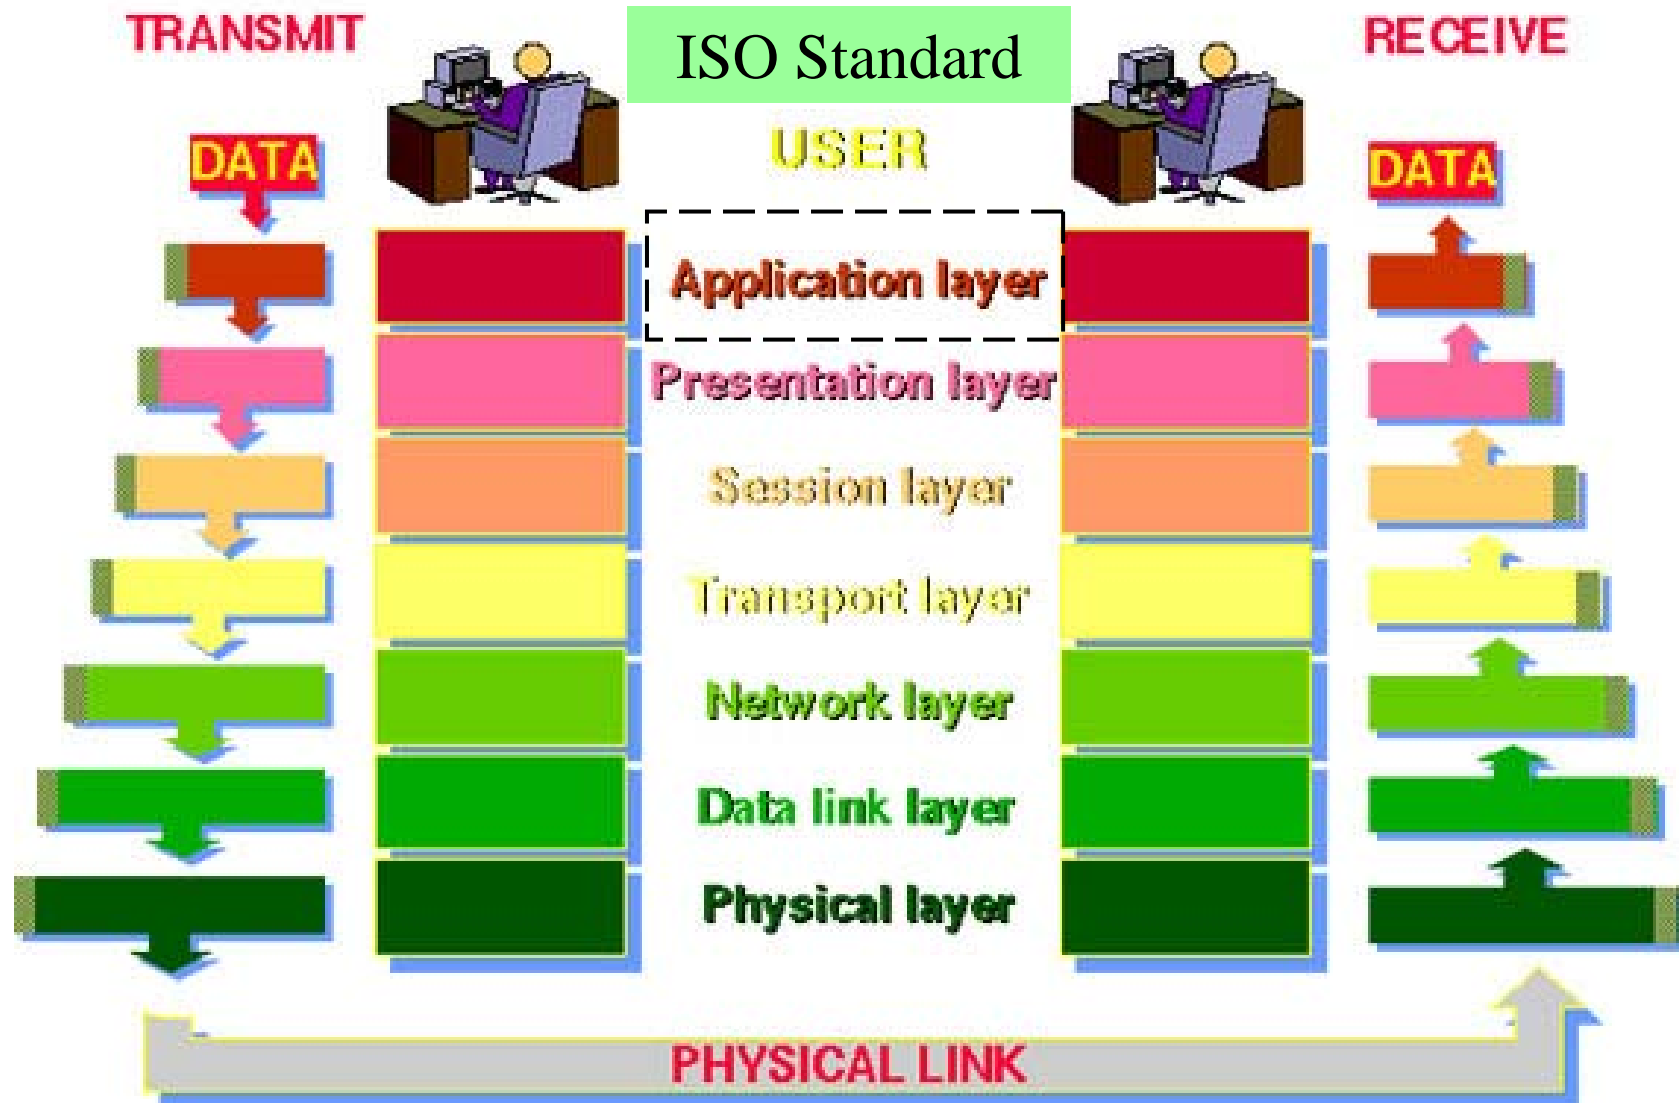 TRANSMIT
ISO Standard
RECEIVE
USER
DATA
DATA
Application layer
Presentation layer
Session layer
Transport layer
Network layer
Data link layer
Physical layer
PHYSICAL LINK